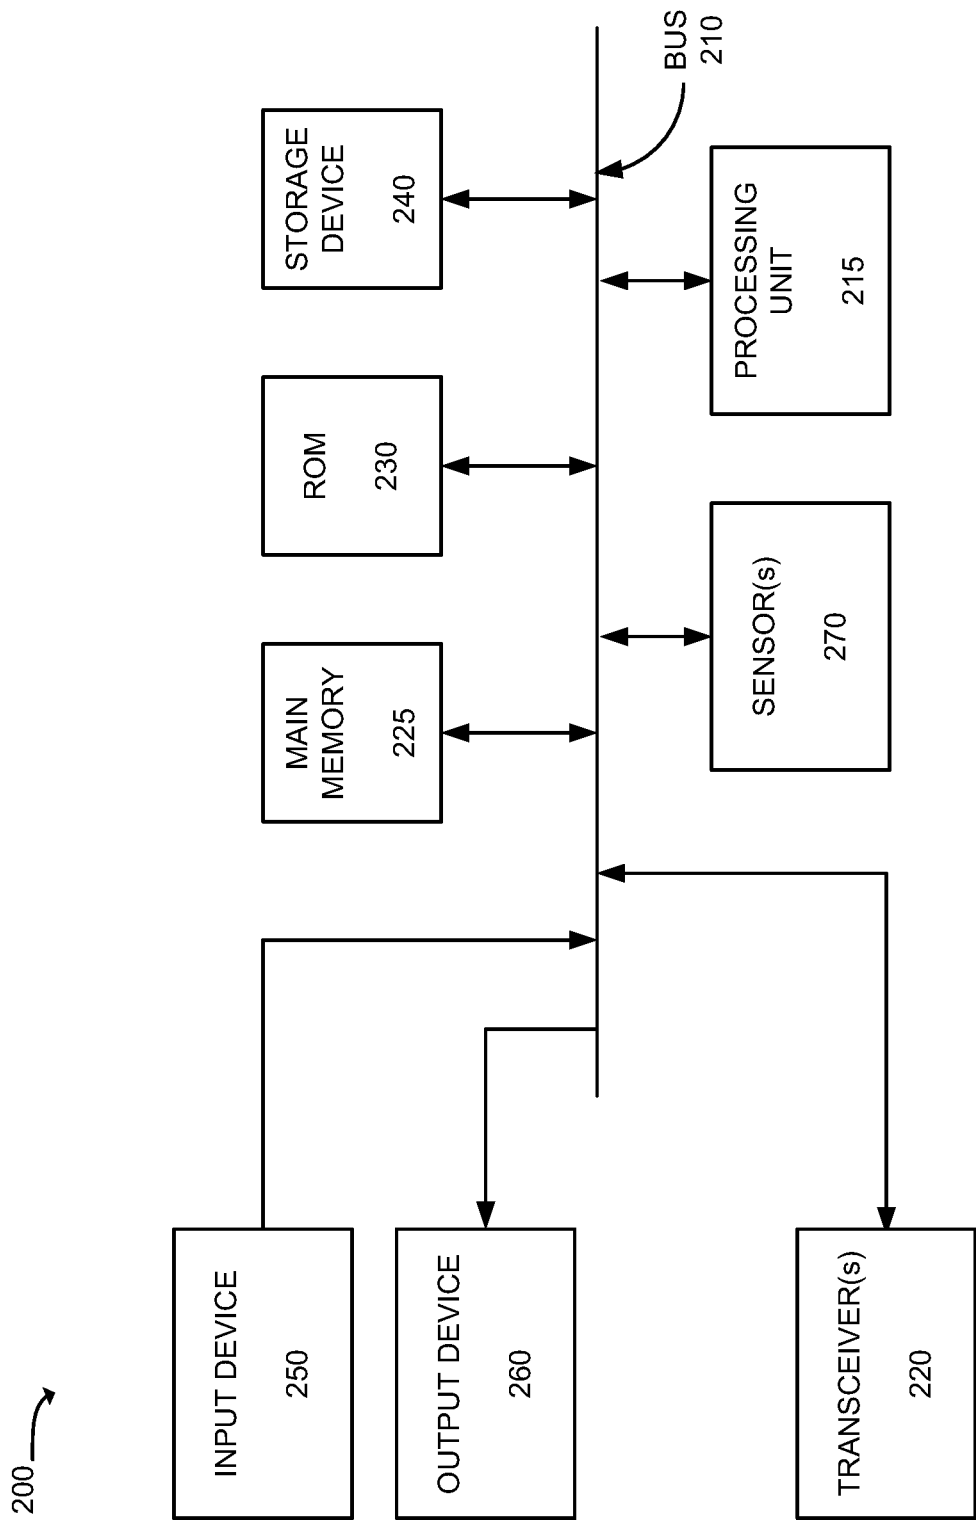 200
INPUT DEVICE
250
OUTPUT DEVICE
260
TRANSCEIVER(s)
220
MAIN
MEMORY
225
ROM
230
STORAGE
DEVICE
240
SENSOR(s)
270
PROCESSING
UNIT
215
BUS
210